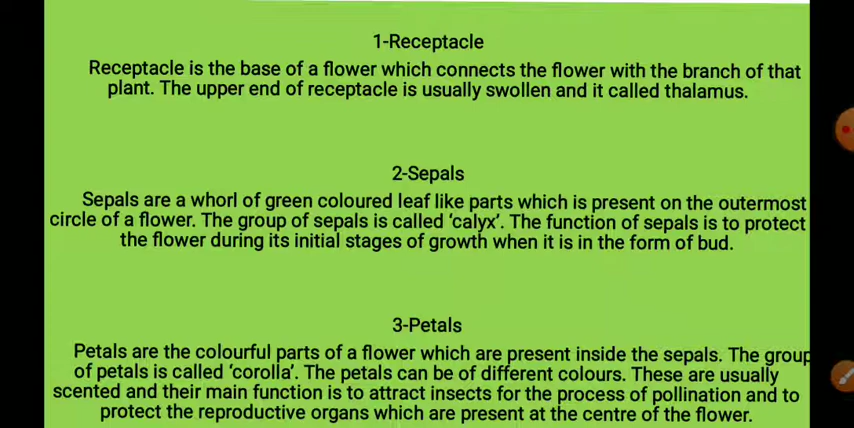 1-Receptacle
Receptacle is the base of a flower which connects the flower with the branch of that
plant. The upper end of receptacle is usually swollen and it called thalamus.
2-Sepals
Sepals are a whorl of green coloured leaf like parts which is present on the outermost
circle of a flower. The group of sepals is called ‘calyx’. The function of sepals is to protect
the flower during its initial stages of growth when it is in the form of bud.
3-Petals
Petals are the colourful parts of a flower which are present inside the sepals. The group
of petals is called ‘corolla’. The petals can be of different colours. These are usually
scented and their main function is to attract insects for the process of pollination and to
protect the reproductive organs which are present at the centre of the flower.